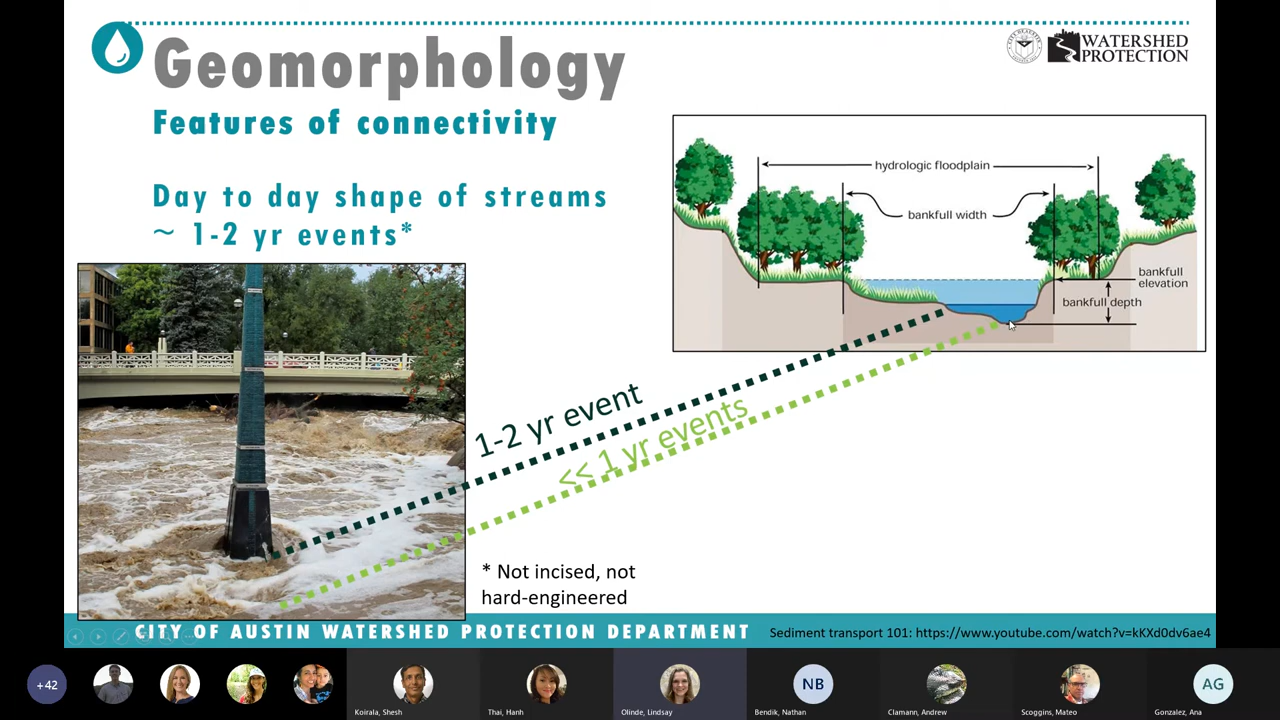 Geomorphology
WATERSHED
PROTECTION
Features of connectivity
Day to day shape of streams
~ 1-2 yr events*
hydrologic floodplain
bankfull width
bankfull
elevation
bankfull depth
1-2 yr event
<< 1 yr events
* Not incised, not
hard-engineered
CITY OF AUSTIN WATERSHED PROTECTION DEPARTMENT
Sediment transport 101: https://www.youtube.com/watch?v=kKXd0dv6ae4
+42
NB
AG
Koirala, Shesh
Thai, Hanh
Olinde, Lindsay
Bendik, Nathan
Clamann, Andrew
Scoggins, Mateo
Gonzalez, Ana